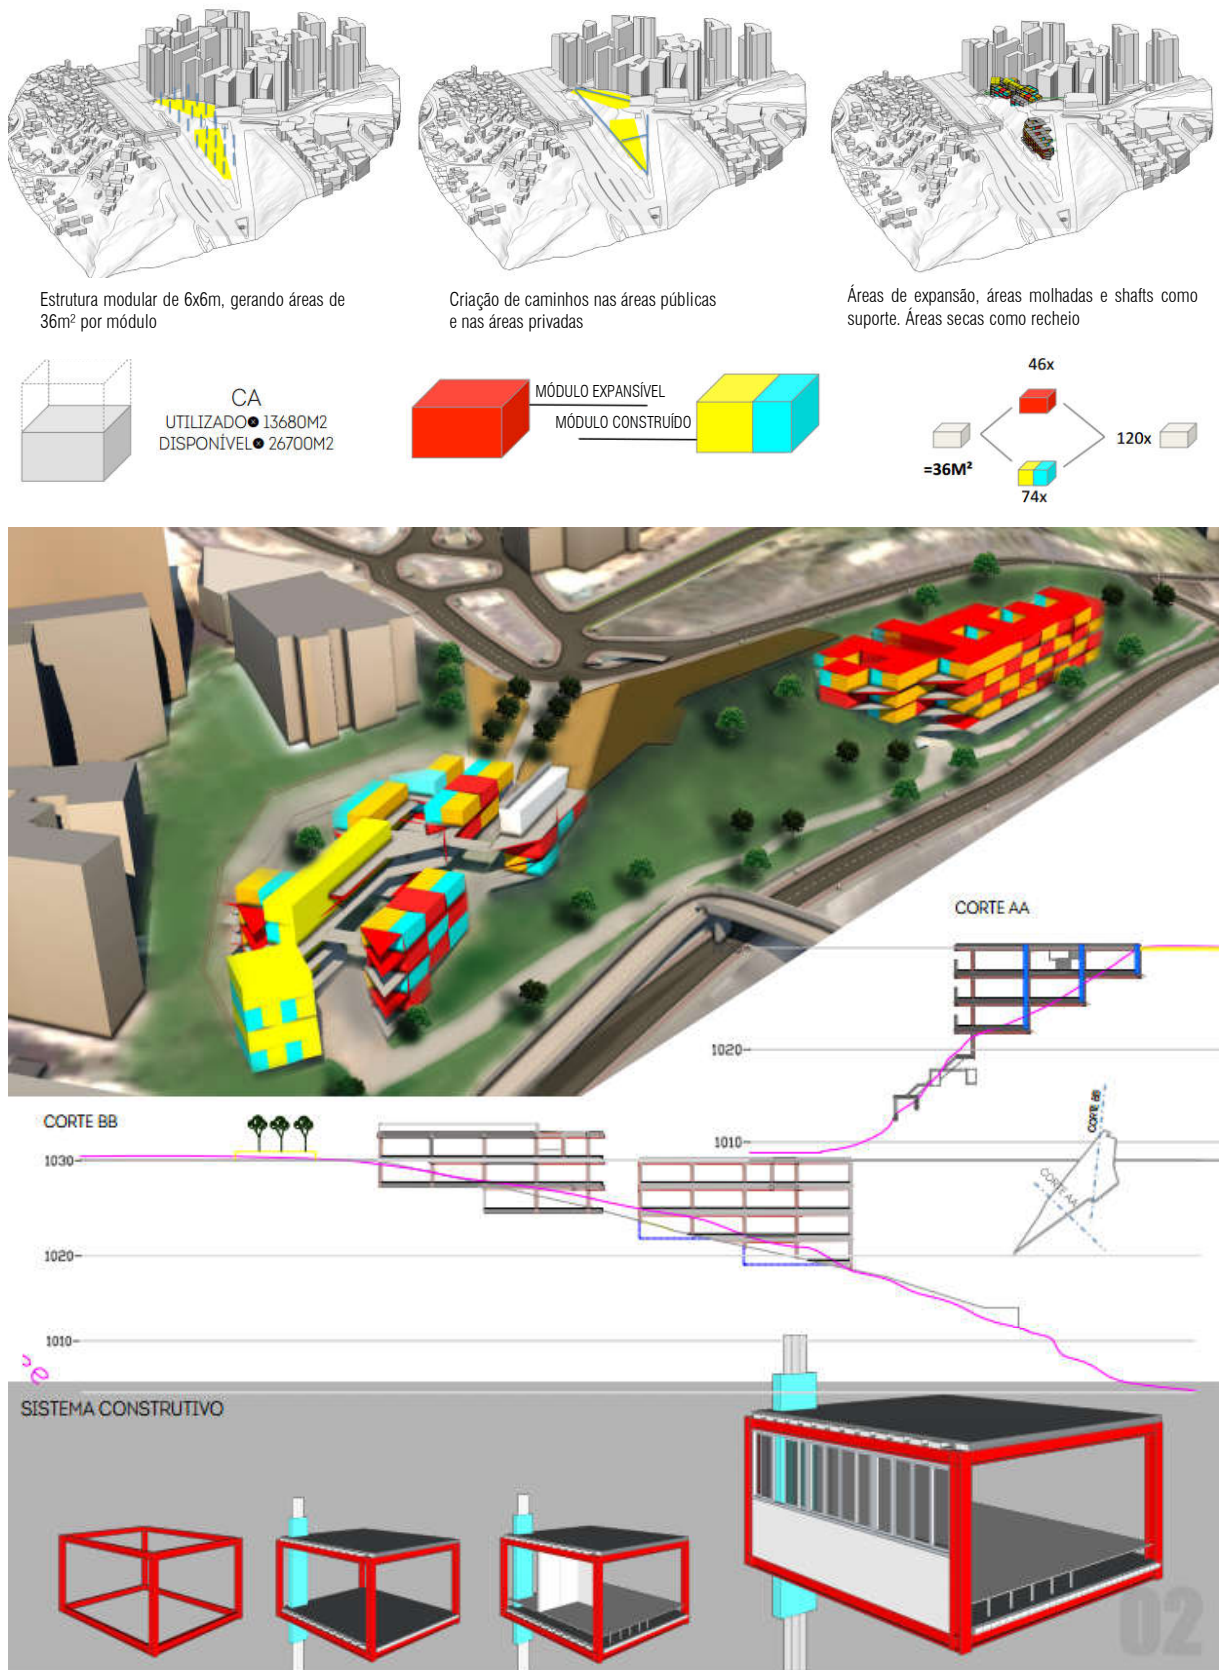 Estrutura modular de 6x6m, gerando áreas de
36m² por módulo
Criação de caminhos nas áreas públicas
e nas áreas privadas
Áreas de expansão, áreas molhadas e shafts como
suporte. Áreas secas como recheio
CA
UTILIZADO 13680M2
DISPONÍVEL 26700M2
MÓDULO EXPANSÍVEL
MÓDULO CONSTRUÍDO
46x
=36M²
120x
74x
CORTE AA
1020
1010
CORTE BB
CORTE AA
CORTE BB
1030
1020
1010
SISTEMA CONSTRUTIVO
02